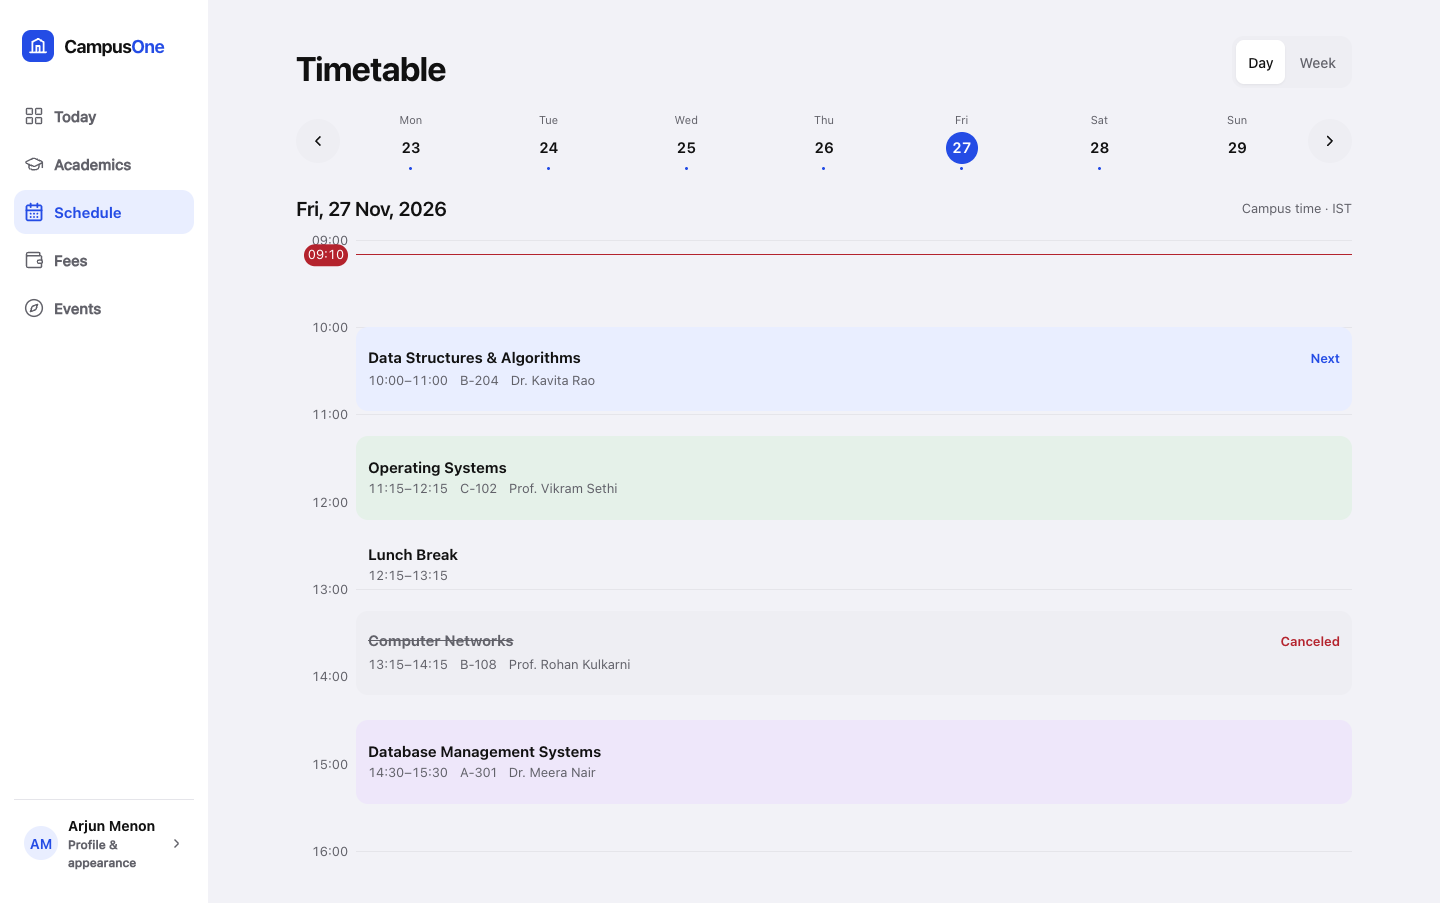 CampusOne
Today
Academics
Schedule
Fees
Events
AM
Arjun Menon
Profile &
appearance
Timetable
Day Week
Mon Tue Wed Thu Fri Sat Sun
23 24 25 26 27 28 29
Fri, 27 Nov, 2026
Campus time · IST
09:00
09:10
10:00
Data Structures & Algorithms
Next
10:00–11:00 B-204 Dr. Kavita Rao
11:00
Operating Systems
11:15–12:15 C-102 Prof. Vikram Sethi
12:00
Lunch Break
12:15–13:15
13:00
Computer Networks
Canceled
13:15–14:15 B-108 Prof. Rohan Kulkarni
14:00
Database Management Systems
15:00
14:30–15:30 A-301 Dr. Meera Nair
16:00